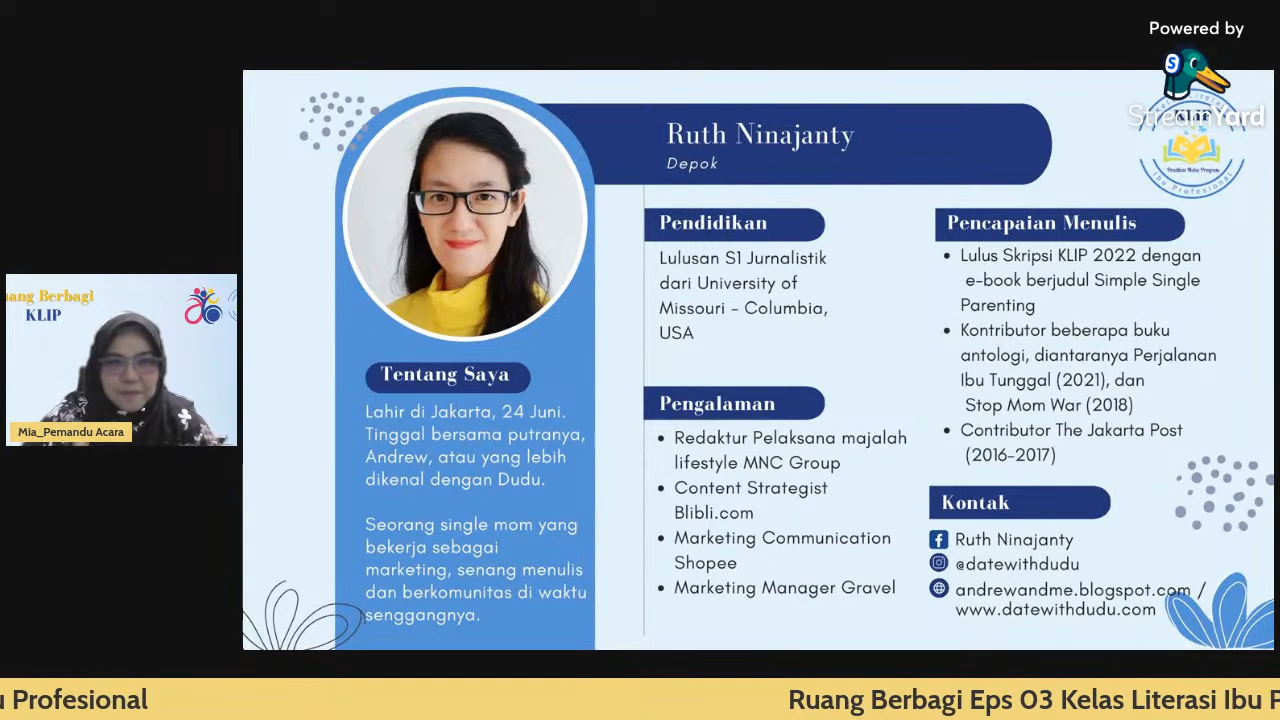 Powered by
StreamYard
Ruth Ninajanty
Depok
KLIP
Ibu Profesional
Pendidikan
Lulusan S1 Jurnalistik
dari University of
Missouri - Columbia,
USA
Pengalaman
Redaktur Pelaksana majalah
lifestyle MNC Group
Content Strategist
Blibli.com
Marketing Communication
Shopee
Marketing Manager Gravel
Pencapaian Menulis
Lulus Skripsi KLIP 2022 dengan
e-book berjudul Simple Single
Parenting
Kontributor beberapa buku
antologi, diantaranya Perjalanan
Ibu Tunggal (2021), dan
Stop Mom War (2018)
Contributor The Jakarta Post
(2016-2017)
Kontak
Ruth Ninajanty
@datewithdudu
andrewandme.blogspot.com /
www.datewithdudu.com
Tentang Saya
Lahir di Jakarta, 24 Juni.
Tinggal bersama putranya,
Andrew, atau yang lebih
dikenal dengan Dudu.
Seorang single mom yang
bekerja sebagai
marketing, senang menulis
dan berkomunitas di waktu
senggangnya.
Berbagi
KLIP
Mia_Pemandu Acara
u Profesional
Ruang Berbagi Eps 03 Kelas Literasi Ibu P